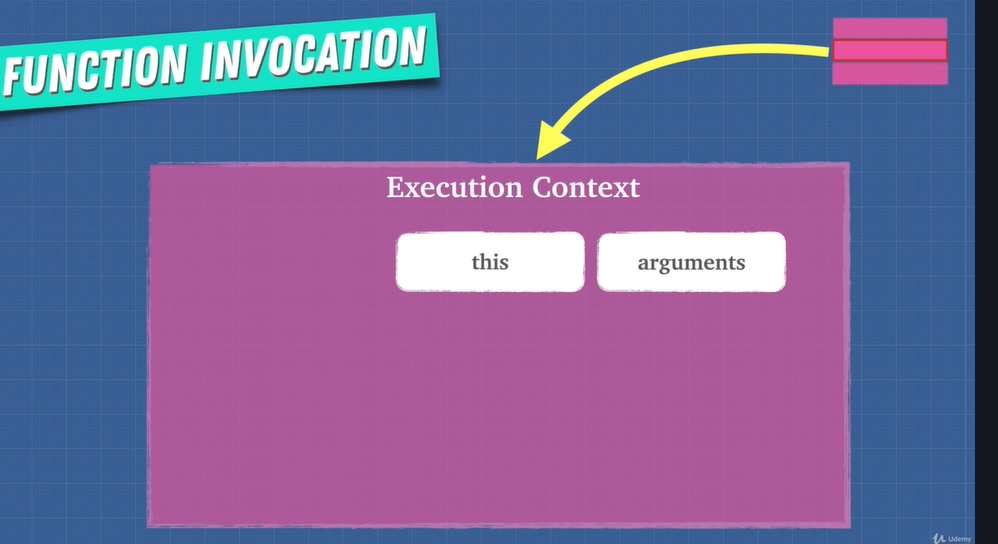 FUNCTION INVOCATION
Execution Context
this
arguments
Udemy